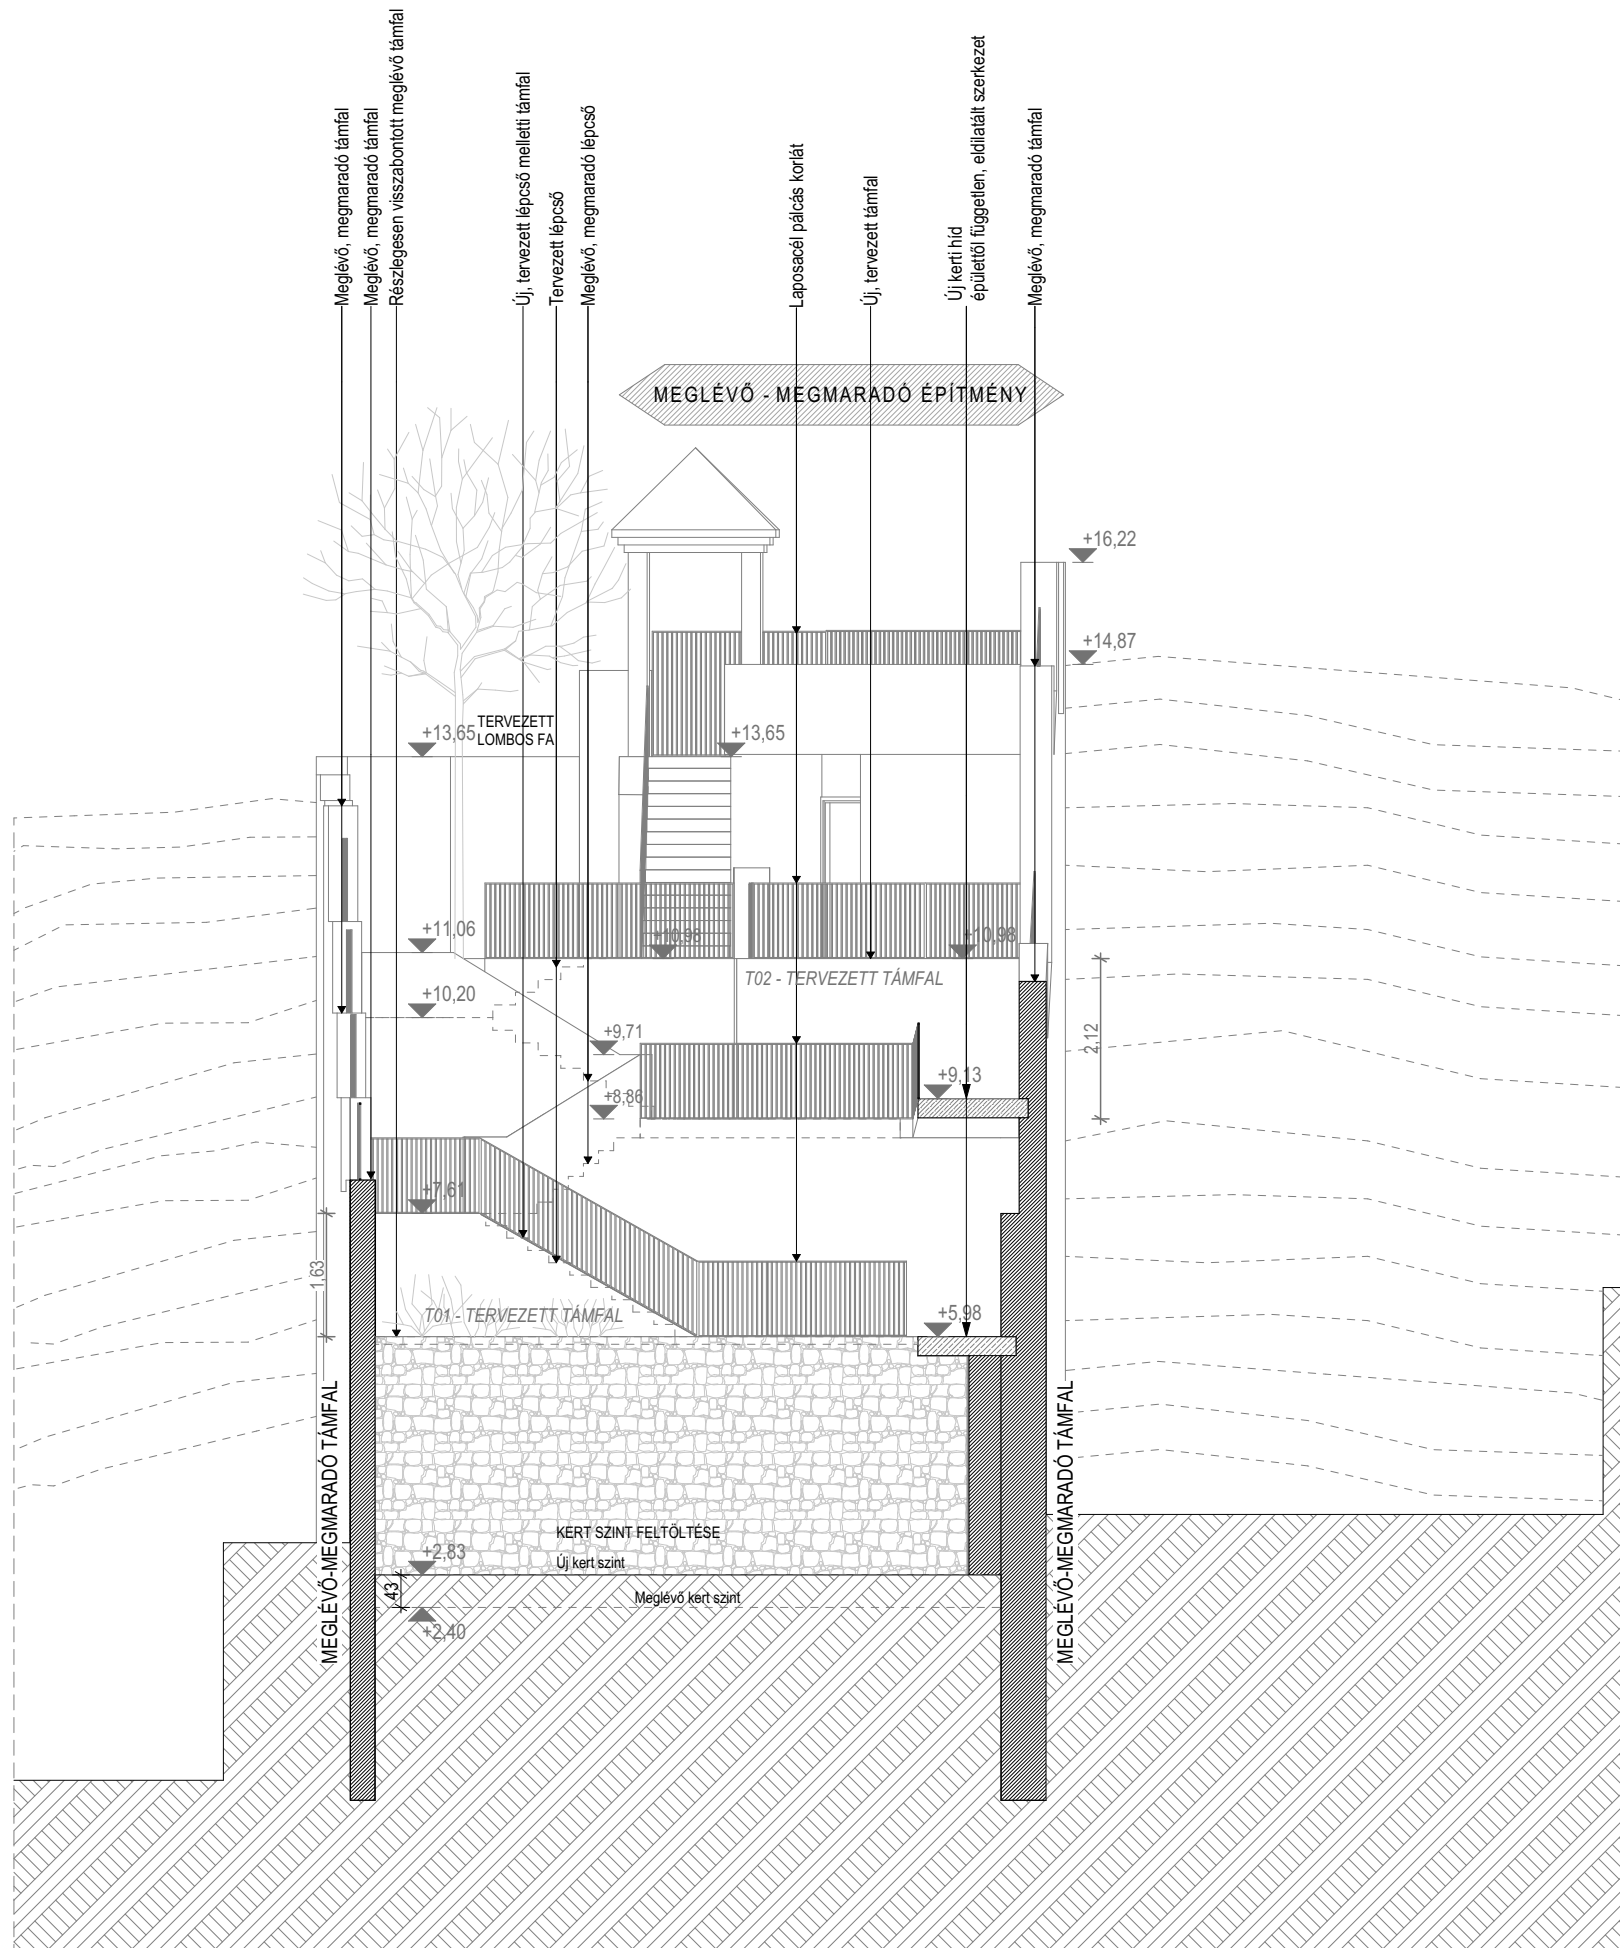 Meglévő, megmaradó támfal
Meglévő, megmaradó támfal
Részlegesen visszabontott meglévő támfal
Új, tervezett lépcső melletti támfal
Tervezett lépcső
Meglévő, megmaradó lépcső
Laposacél pálcás korlát
Új, tervezett támfal
Új kerti híd
épülettől független, eldilatált szerkezet
Meglévő, megmaradó támfal
MEGLÉVŐ - MEGMARADÓ ÉPÍTMÉNY
+16,22
+14,87
TERVEZETT
LOMBOS FA
+13,65
+13,65
+11,06
+10,98
+10,98
T02 - TERVEZETT TÁMFAL
+10,20
+9,71
2,12
+9,13
+8,86
+7,61
1,63
T01 - TERVEZETT TÁMFAL
+5,98
MEGLÉVŐ-MEGMARADÓ TÁMFAL
MEGLÉVŐ-MEGMARADÓ TÁMFAL
KERT SZINT FELTÖLTÉSE
+2,83
Új kert szint
43
Meglévő kert szint
+2,40